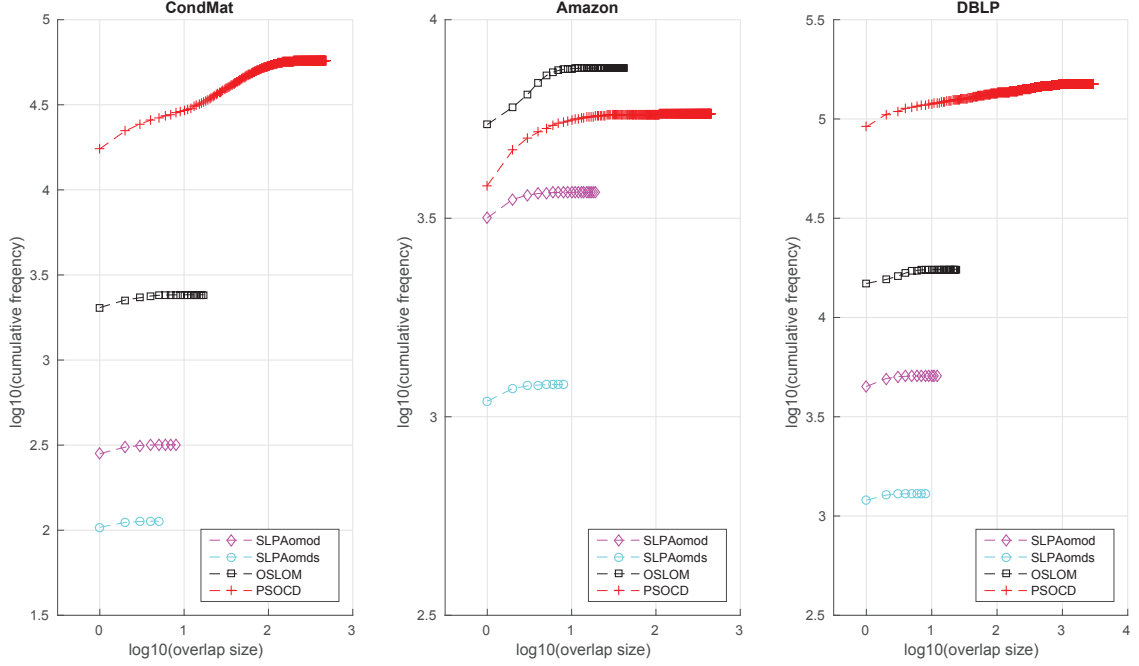 CondMat
5
4.5
4
3.5
3
2.5
2
1.5
0
1
2
3
log10(cumulative freqency)
log10(overlap size)
SLPAomod
SLPAomds
OSLOM
PSOCD
Amazon
4
3.5
3
2.5
0
1
2
3
log10(cumulative freqency)
log10(overlap size)
SLPAomod
SLPAomds
OSLOM
PSOCD
DBLP
5.5
5
4.5
4
3.5
3
2.5
0
1
2
3
4
log10(cumulative freqency)
log10(overlap size)
SLPAomod
SLPAomds
OSLOM
PSOCD